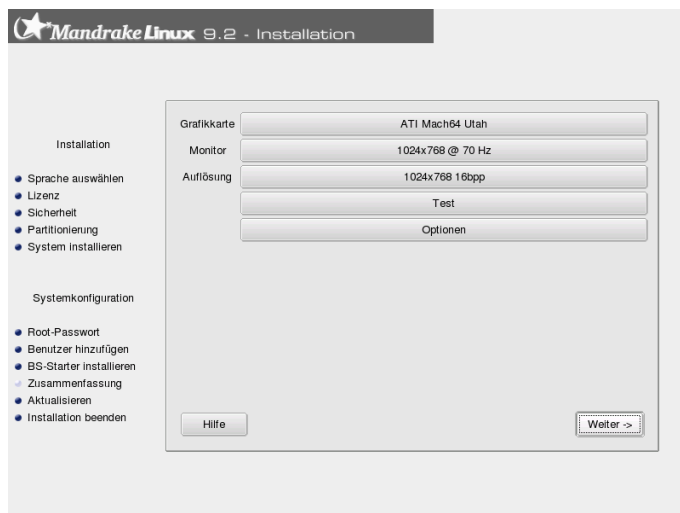 Mandrake Linux 9.2 - Installation
Installation
Sprache auswählen
Lizenz
Sicherheit
Partitionierung
System installieren
Systemkonfiguration
Root-Passwort
Benutzer hinzufügen
BS-Starter installieren
Zusammenfassung
Aktualisieren
Installation beenden
Grafikkarte ATI Mach64 Utah
Monitor 1024x768 @ 70 Hz
Auflösung 1024x768 16bpp
Test
Optionen
Hilfe Weiter ->